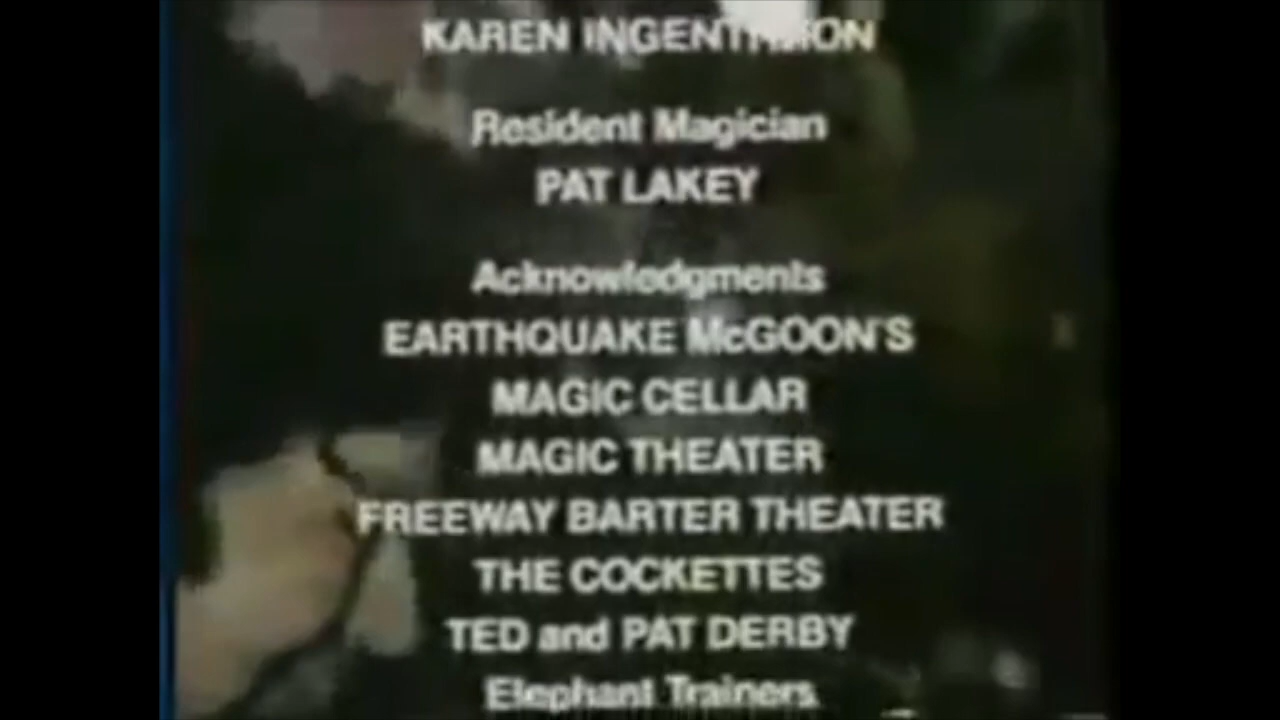 KAREN
Resident Magician
PAT LAKEY
Acknowledgments
EARTHQUAKE McGOON'S
MAGIC CELLAR
MAGIC THEATER
FREEWAY BARTER THEATER
THE COCKETTES
TED and PAT DERBY
Elephant Trainers